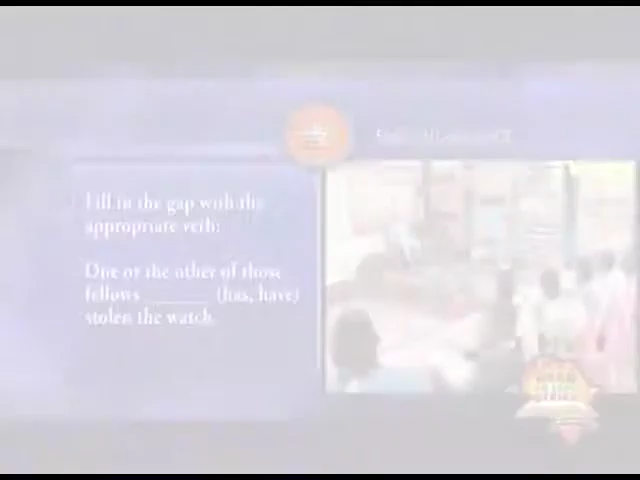 Fill in the gap with the
appropriate verb:
One or the other of those
fellows ______ (has, have)
stolen the watch.